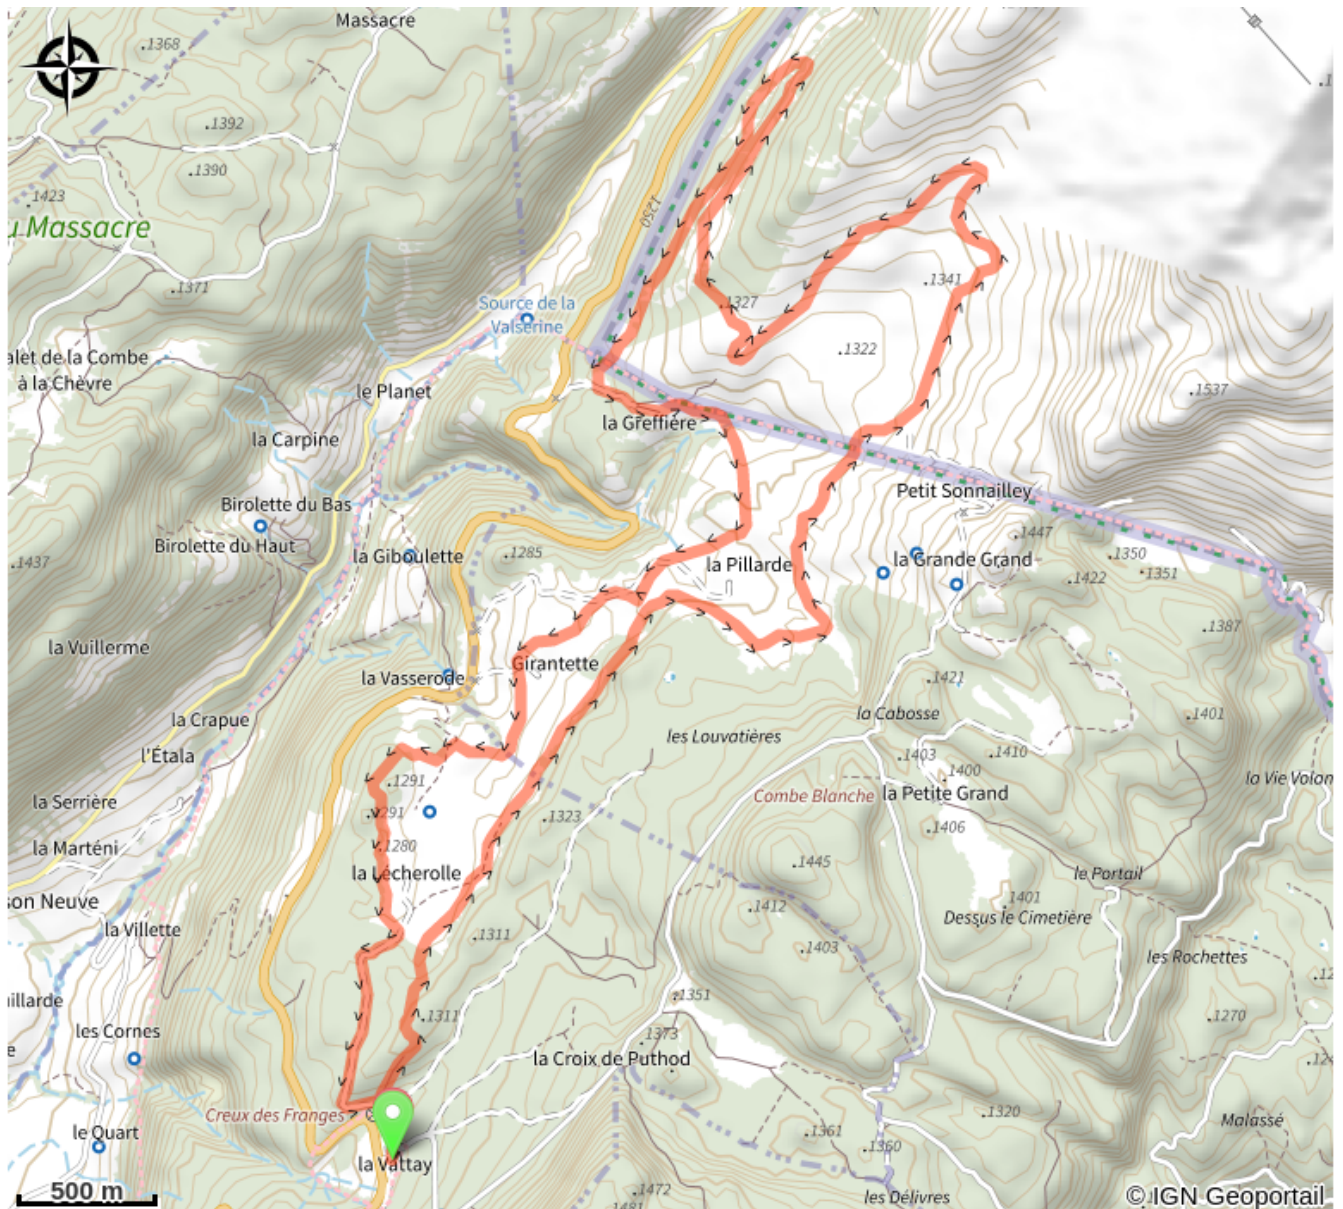 Massacre
.1368
.1392
.1390
.1423
u Massacre
1250
.1371
.1341
Source de la
Valserine
.1327
.1322
alet de la Combe
à la Chèvre
le Planet
.1537
la Greffière
la Carpine
Petit Sonnailley
Birolette du Bas
.1447
Birolette du Haut
la Giboulette
.1285
la Pillarde
la Grande Grand
.1350
.1351
.1437
.1422
.1387
la Vuillerme
Girantette
la Vasserode
.1421
la Crapue
la Cabosse
.1401
les Louvatières
l'Étala
.1403
.1410
.1400
la Vie Volon
.1291
la Serrière
Combe Blanche
la Petite Grand
.1291
.1323
.1406
la Marténi
.1280
.1445
la Lécherolle
le Portail
son Neuve
.1401
.1412
Dessus le Cimetière
la Villette
.1311
.1403
les Rochettes
uillarde
.1351
.1311
.1270
les Cornes
.1373
la Croix de Puthod
Creux des Franges
.1320
Malassé
le Quart
.1361
.1360
la Vattay
.1472
1481
les Délivres
500 m
© IGN Geoportail